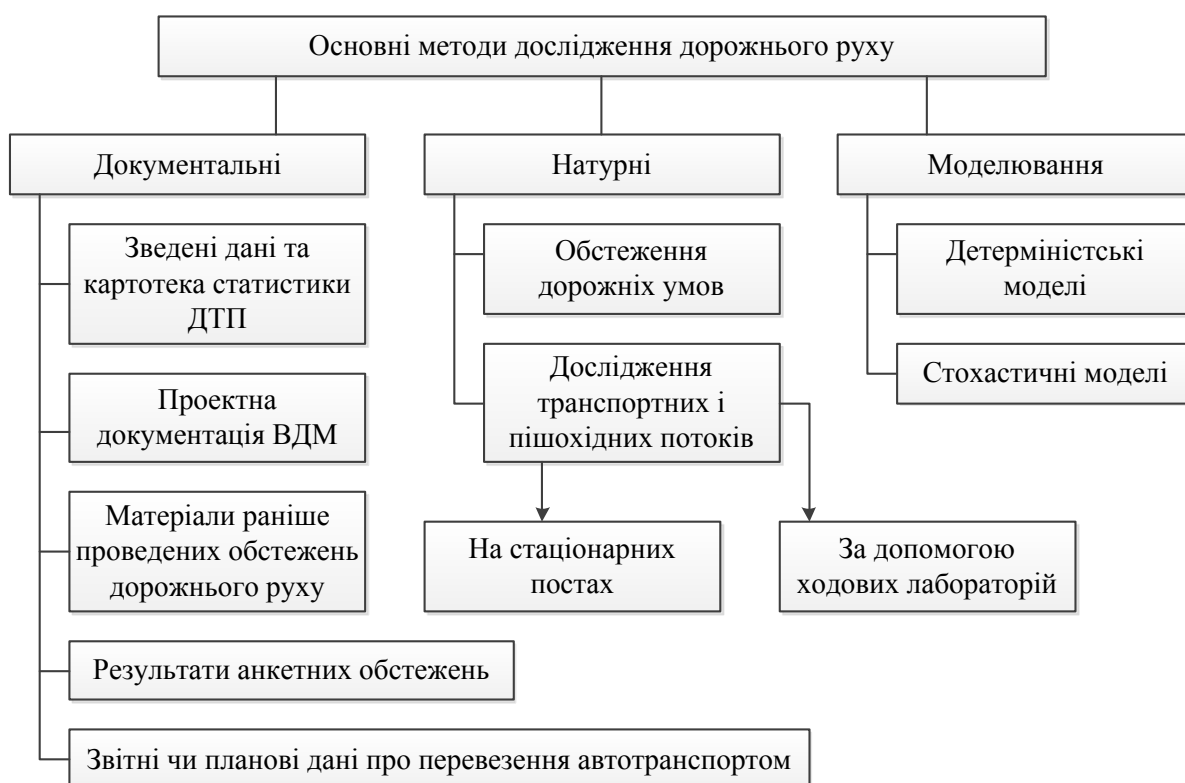 Основні методи дослідження дорожнього руху
Документальні
Натурні
Моделювання
Зведені дані та
картотека статистики
ДТП
Проектна
документація ВДМ
Матеріали раніше
проведених обстежень
дорожнього руху
Результати анкетних обстежень
Звітні чи планові дані про перевезення автотранспортом
Обстеження
дорожніх умов
Дослідження
транспортних і
пішохідних потоків
На стаціонарних
постах
За допомогою
ходових лабораторій
Детерміністські
моделі
Стохастичні моделі